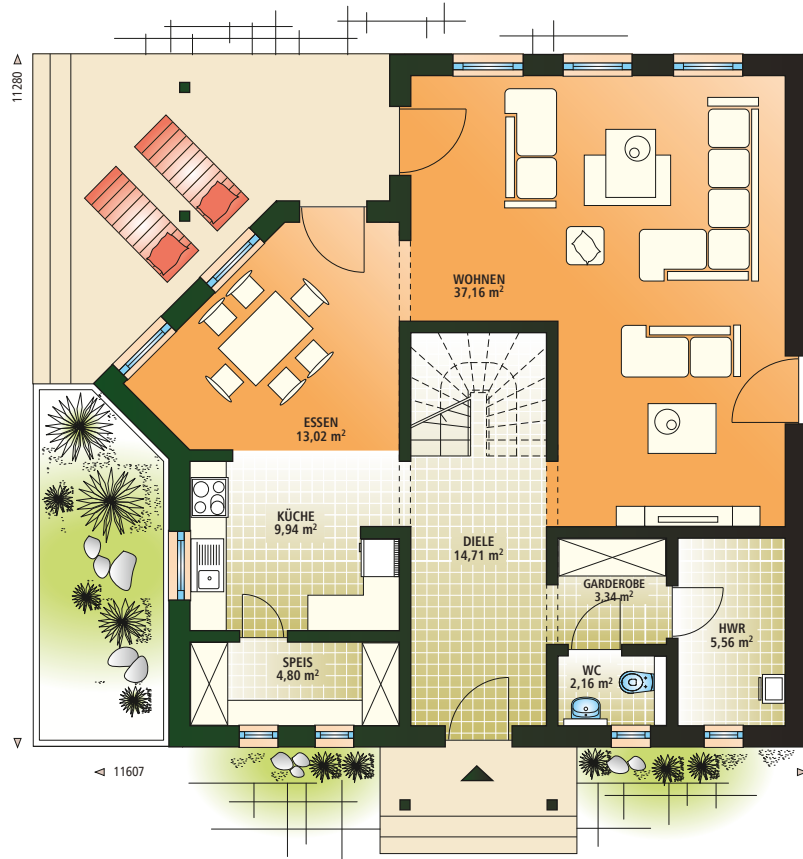 11280
WOHNEN
37,16 m²
ESSEN
13,02 m²
KÜCHE
9,94 m²
DIELE
14,71 m²
GARDEROBE
3,34 m²
HWR
5,56 m²
SPEIS
4,80 m²
WC
2,16 m²
11607